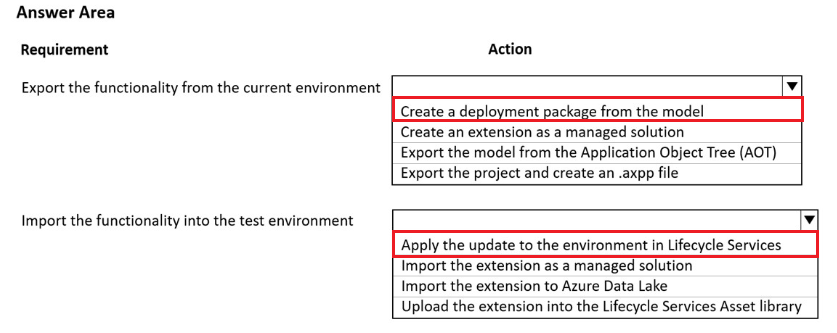 Answer Area
Requirement Action
Export the functionality from the current environment
Create a deployment package from the model
Create an extension as a managed solution
Export the model from the Application Object Tree (AOT)
Export the project and create an .axpp file
Import the functionality into the test environment
Apply the update to the environment in Lifecycle Services
Import the extension as a managed solution
Import the extension to Azure Data Lake
Upload the extension into the Lifecycle Services Asset library